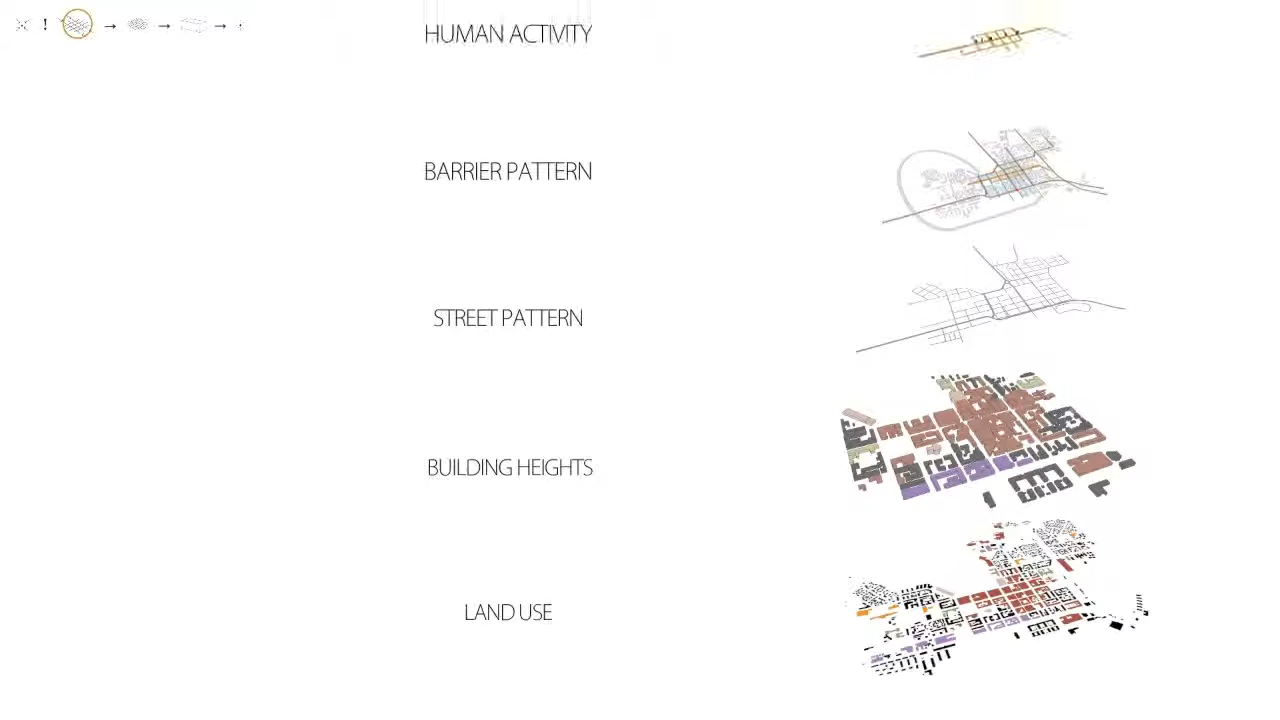 HUMAN ACTIVITY
BARRIER PATTERN
STREET PATTERN
BUILDING HEIGHTS
LAND USE